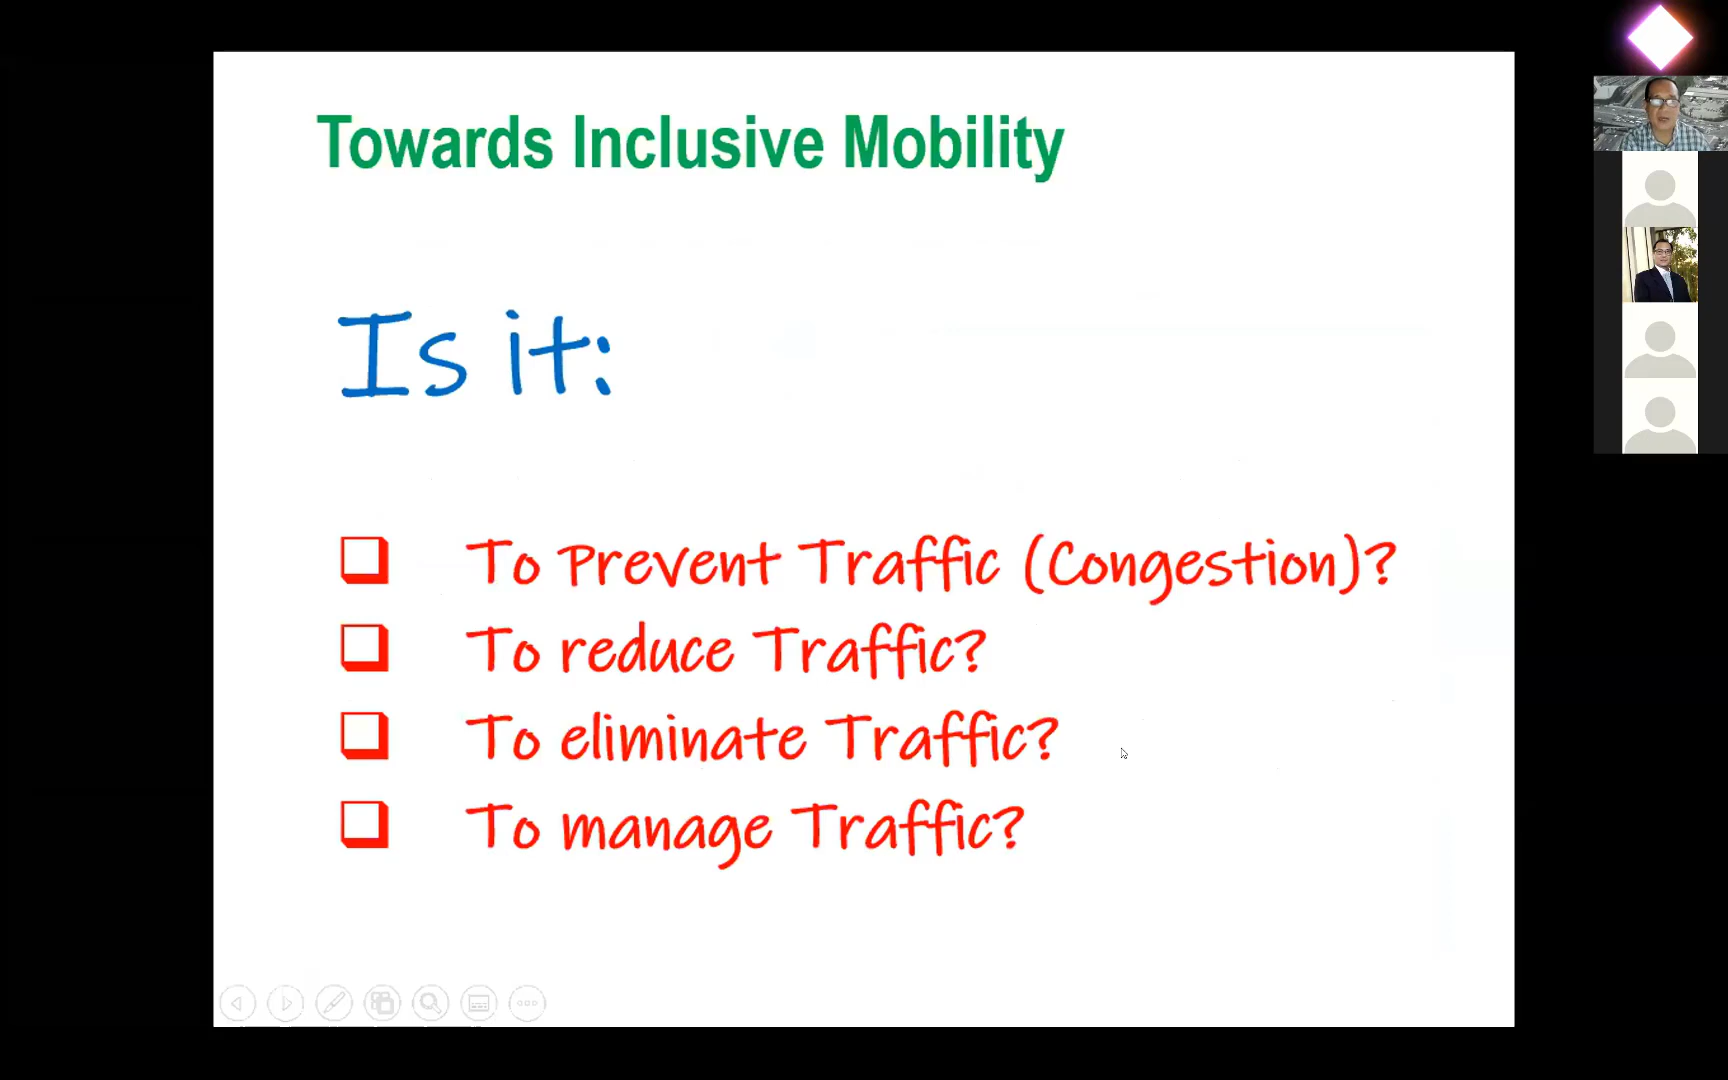 Towards Inclusive Mobility
Is it:
To Prevent Traffic (Congestion)?
To reduce Traffic?
To eliminate Traffic?
To manage Traffic?